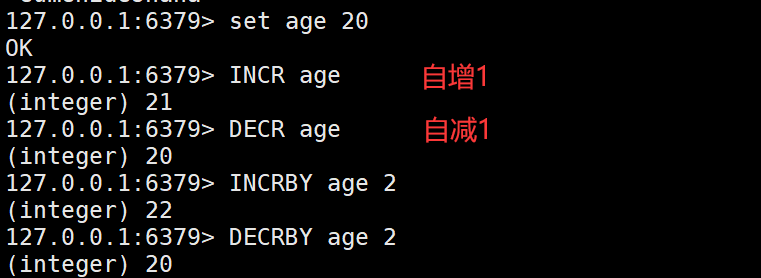 127.0.0.1:6379> set age 20
OK
127.0.0.1:6379> INCR age 自增1
(integer) 21
127.0.0.1:6379> DECR age 自减1
(integer) 20
127.0.0.1:6379> INCRBY age 2
(integer) 22
127.0.0.1:6379> DECRBY age 2
(integer) 20